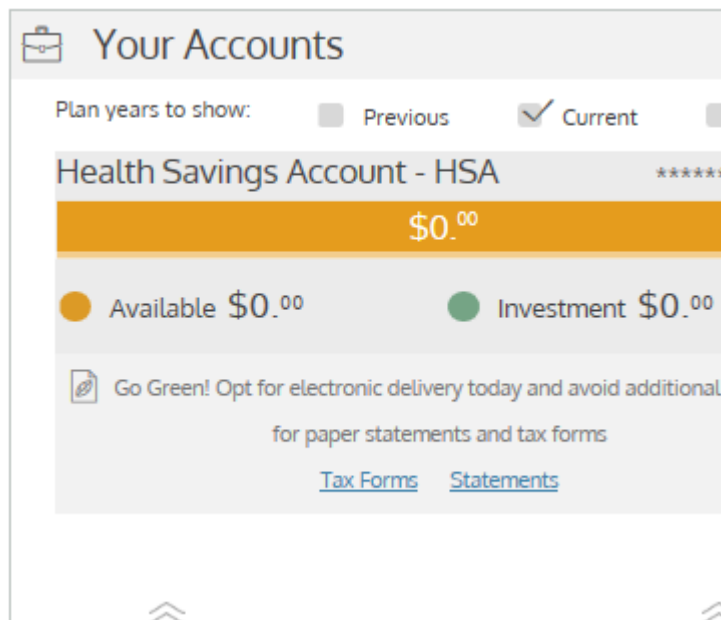 Your Accounts
Plan years to show: Previous Current
Health Savings Account - HSA ******
$0.00
Available $0.00 Investment $0.00
Go Green! Opt for electronic delivery today and avoid additional
for paper statements and tax forms
Tax Forms Statements